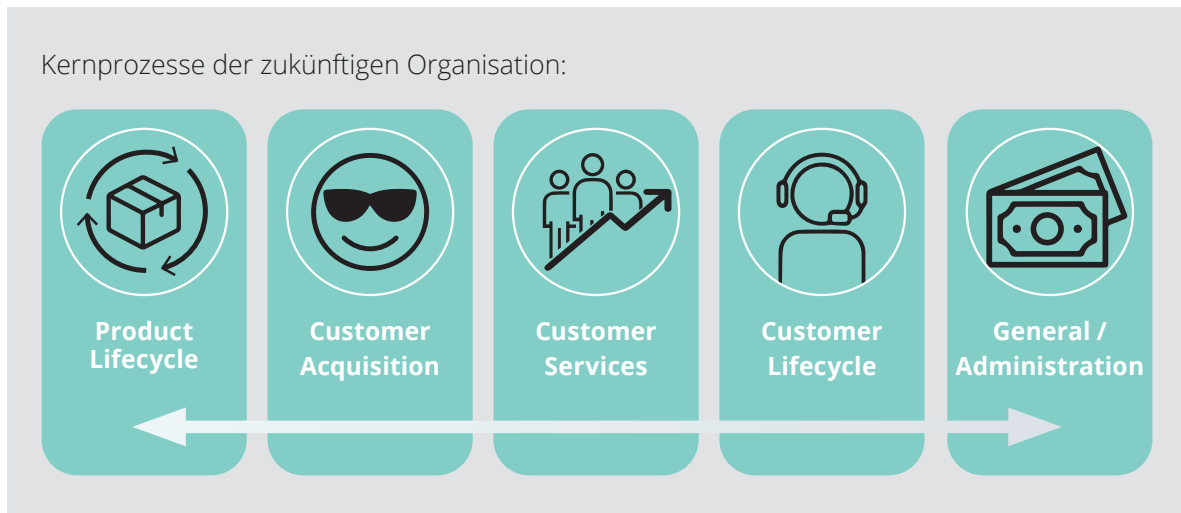 Kernprozesse der zukünftigen Organisation:
Product
Lifecycle
Customer
Acquisition
Customer
Services
Customer
Lifecycle
General /
Administration